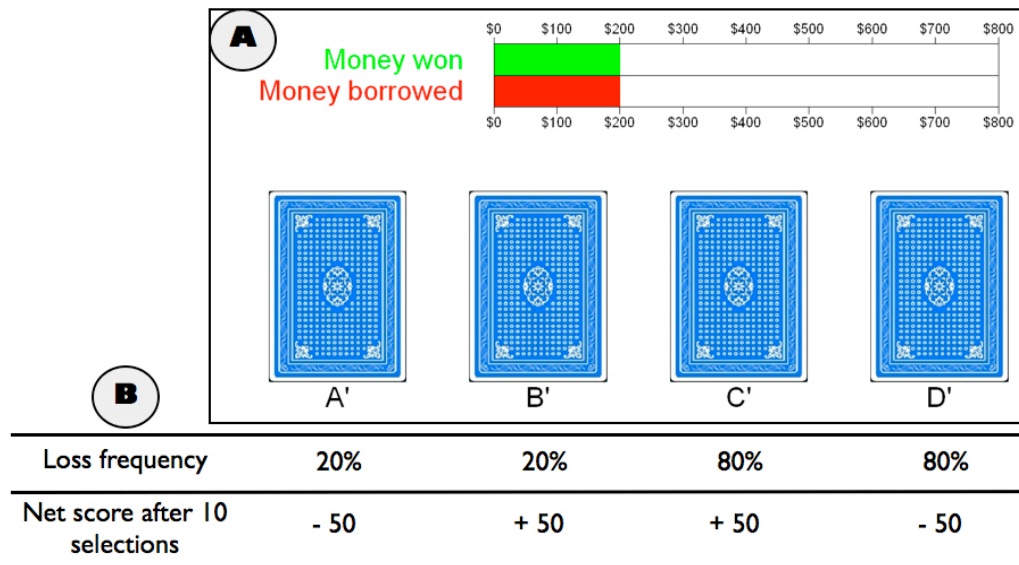 A
$0 $100 $200 $300 $400 $500 $600 $700 $800
Money won
Money borrowed
$0 $100 $200 $300 $400 $500 $600 $700 $800
A' B' C' D'
B
Loss frequency 20% 20% 80% 80%
Net score after 10
selections - 50 + 50 + 50 - 50